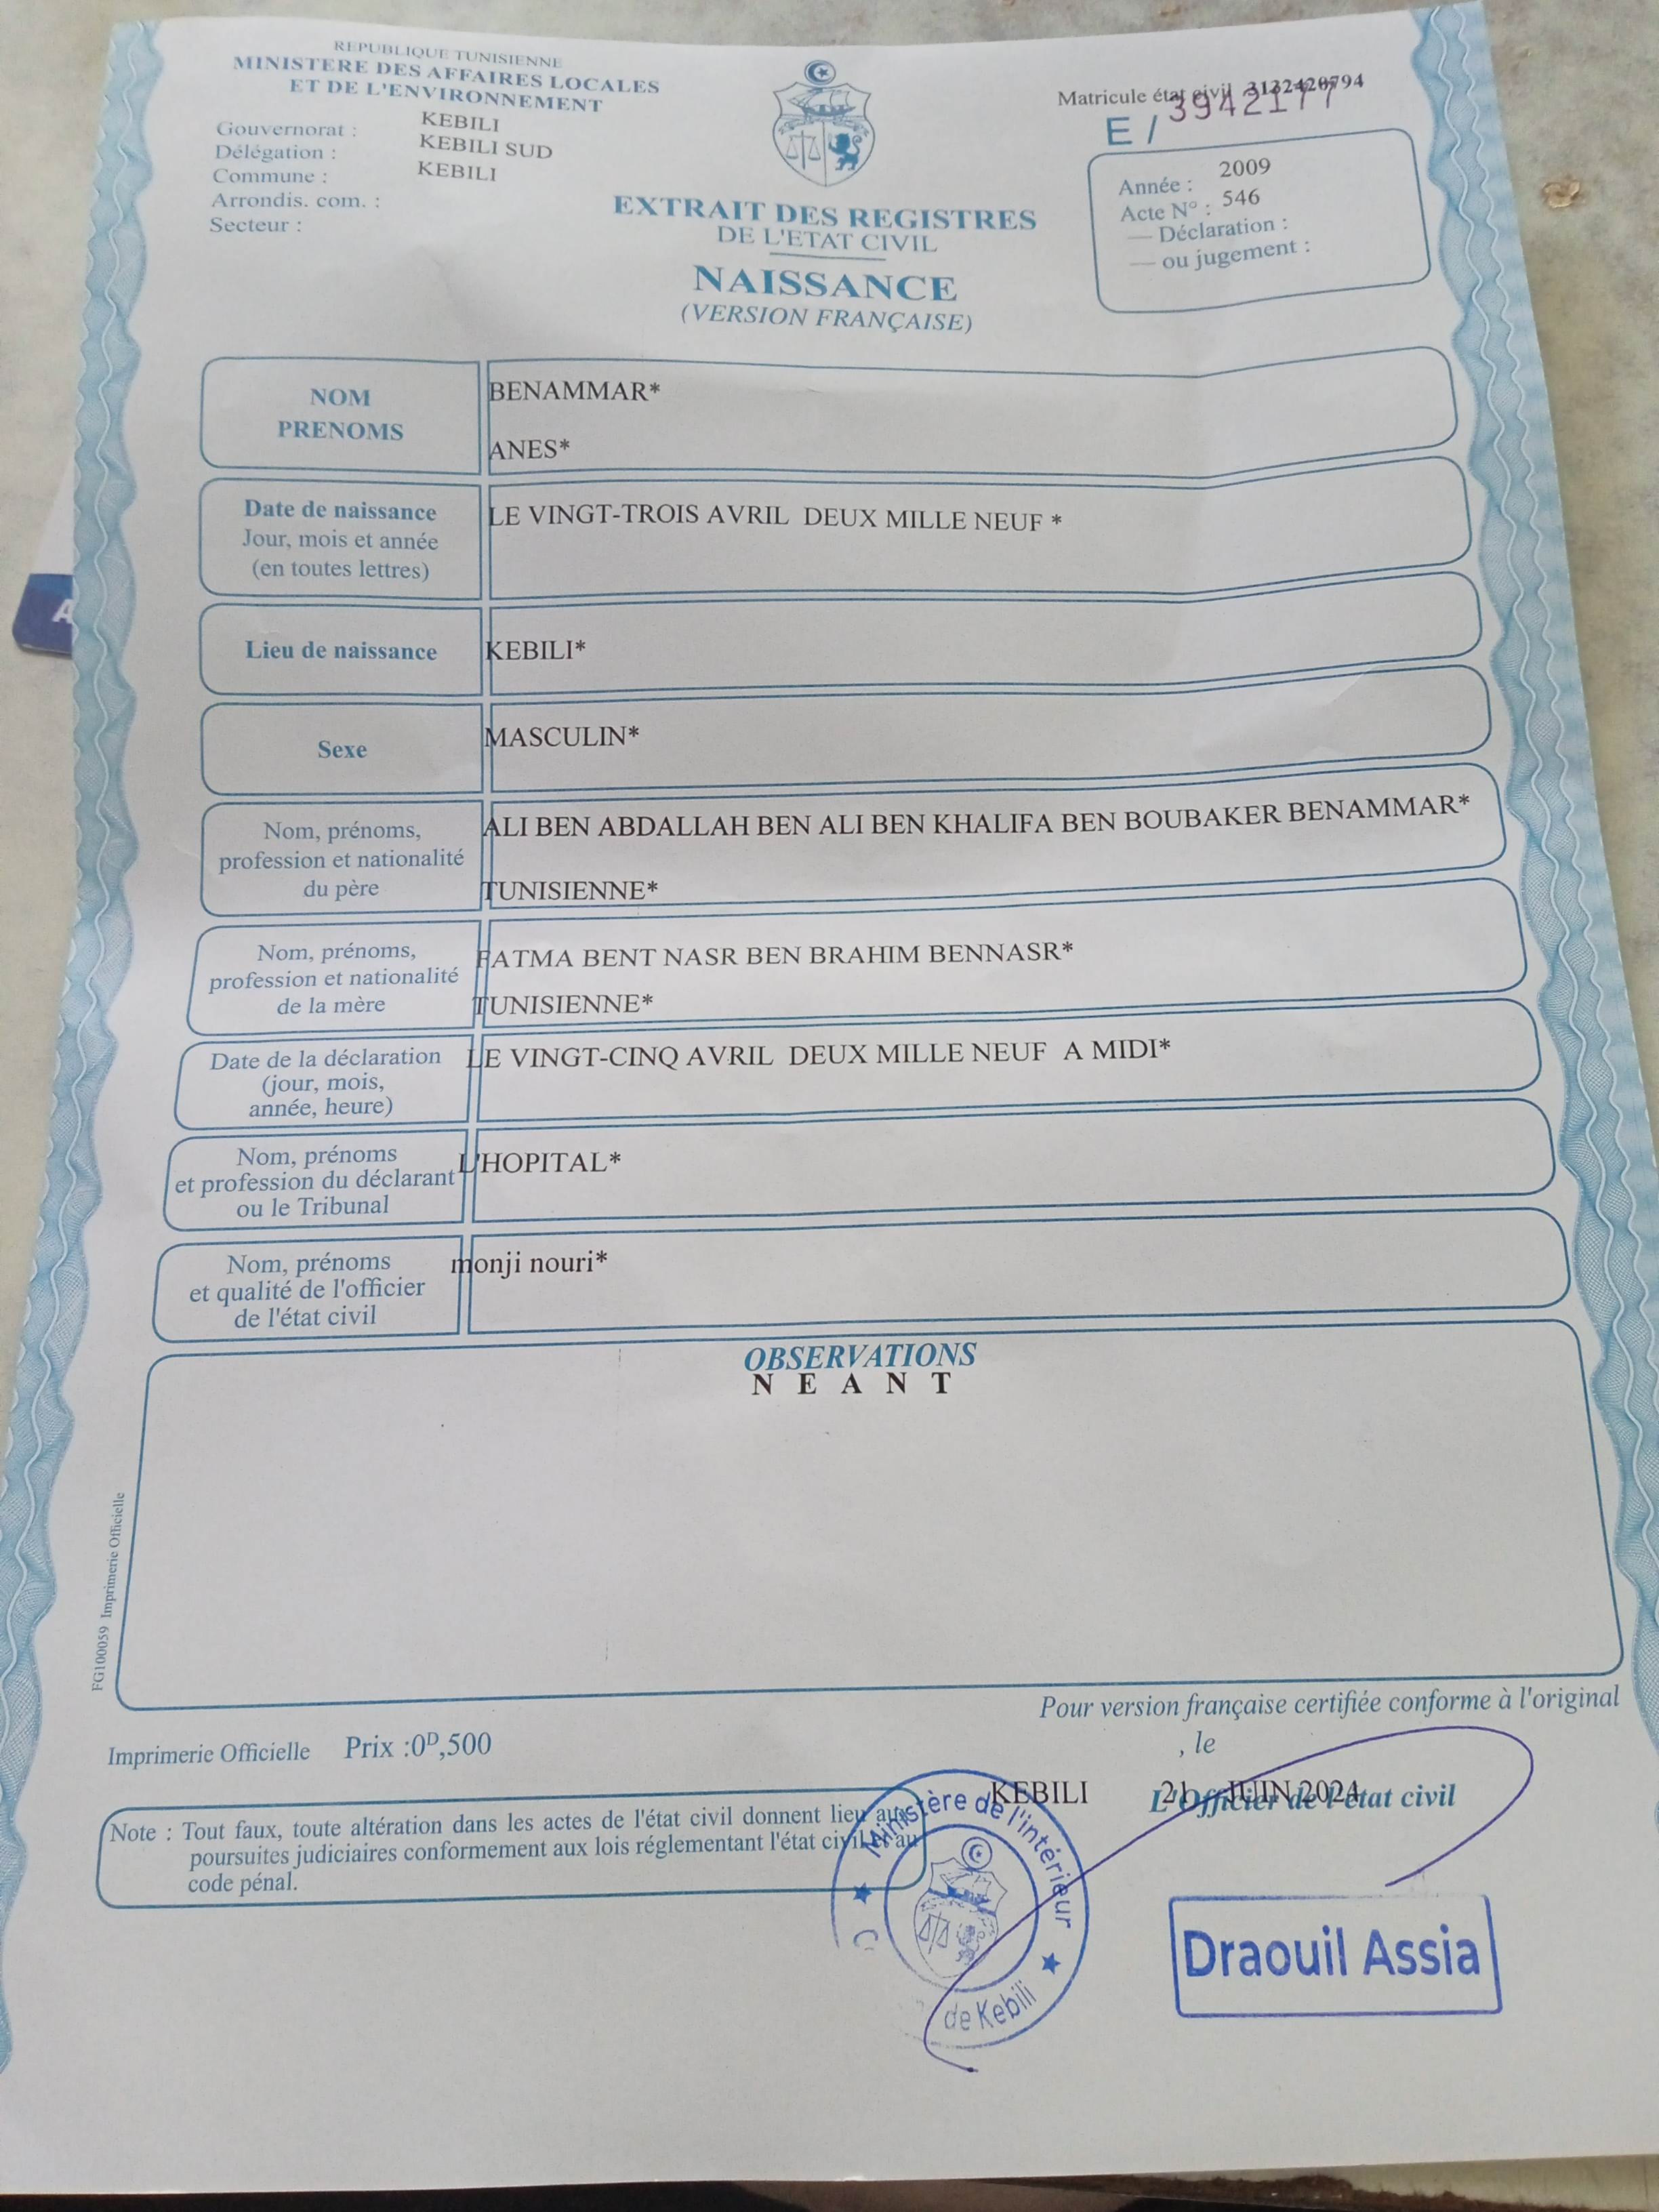 REPUBLIQUE TUNISIENNE
MINISTERE DES AFFAIRES LOCALES
ET DE L'ENVIRONNEMENT
Gouvernorat : KEBILI
Délégation : KEBILI SUD
Commune : KEBILI
Arrondis. com. :
Secteur :
Matricule état civil 3132420794
E / 3942177
Année : 2009
Acte N° : 546
— Déclaration :
— ou jugement :
EXTRAIT DES REGISTRES
DE L'ETAT CIVIL
NAISSANCE
(VERSION FRANÇAISE)
NOM BENAMMAR*
PRENOMS ANES*
Date de naissance
Jour, mois et année
(en toutes lettres)
LE VINGT-TROIS AVRIL DEUX MILLE NEUF *
Lieu de naissance KEBILI*
Sexe MASCULIN*
Nom, prénoms,
profession et nationalité
du père
ALI BEN ABDALLAH BEN ALI BEN KHALIFA BEN BOUBAKER BENAMMAR*
TUNISIENNE*
Nom, prénoms,
profession et nationalité
de la mère
FATMA BENT NASR BEN BRAHIM BENNASR*
TUNISIENNE*
Date de la déclaration
(jour, mois,
année, heure)
LE VINGT-CINQ AVRIL DEUX MILLE NEUF A MIDI*
Nom, prénoms
et profession du déclarant
ou le Tribunal
L'HOPITAL*
Nom, prénoms
et qualité de l'officier
de l'état civil
monji nouri*
OBSERVATIONS
N E A N T
FG100059 Imprimerie Officielle
Pour version française certifiée conforme à l'original
, le
Imprimerie Officielle Prix :0D,500
KEBILI 21 JUIN 2024
L'Officier de l'état civil
Note : Tout faux, toute altération dans les actes de l'état civil donnent lieu aux
poursuites judiciaires conformement aux lois réglementant l'état civil et au
code pénal.
Ministère de l'intérieur
de Kebili
Draouil Assia
A